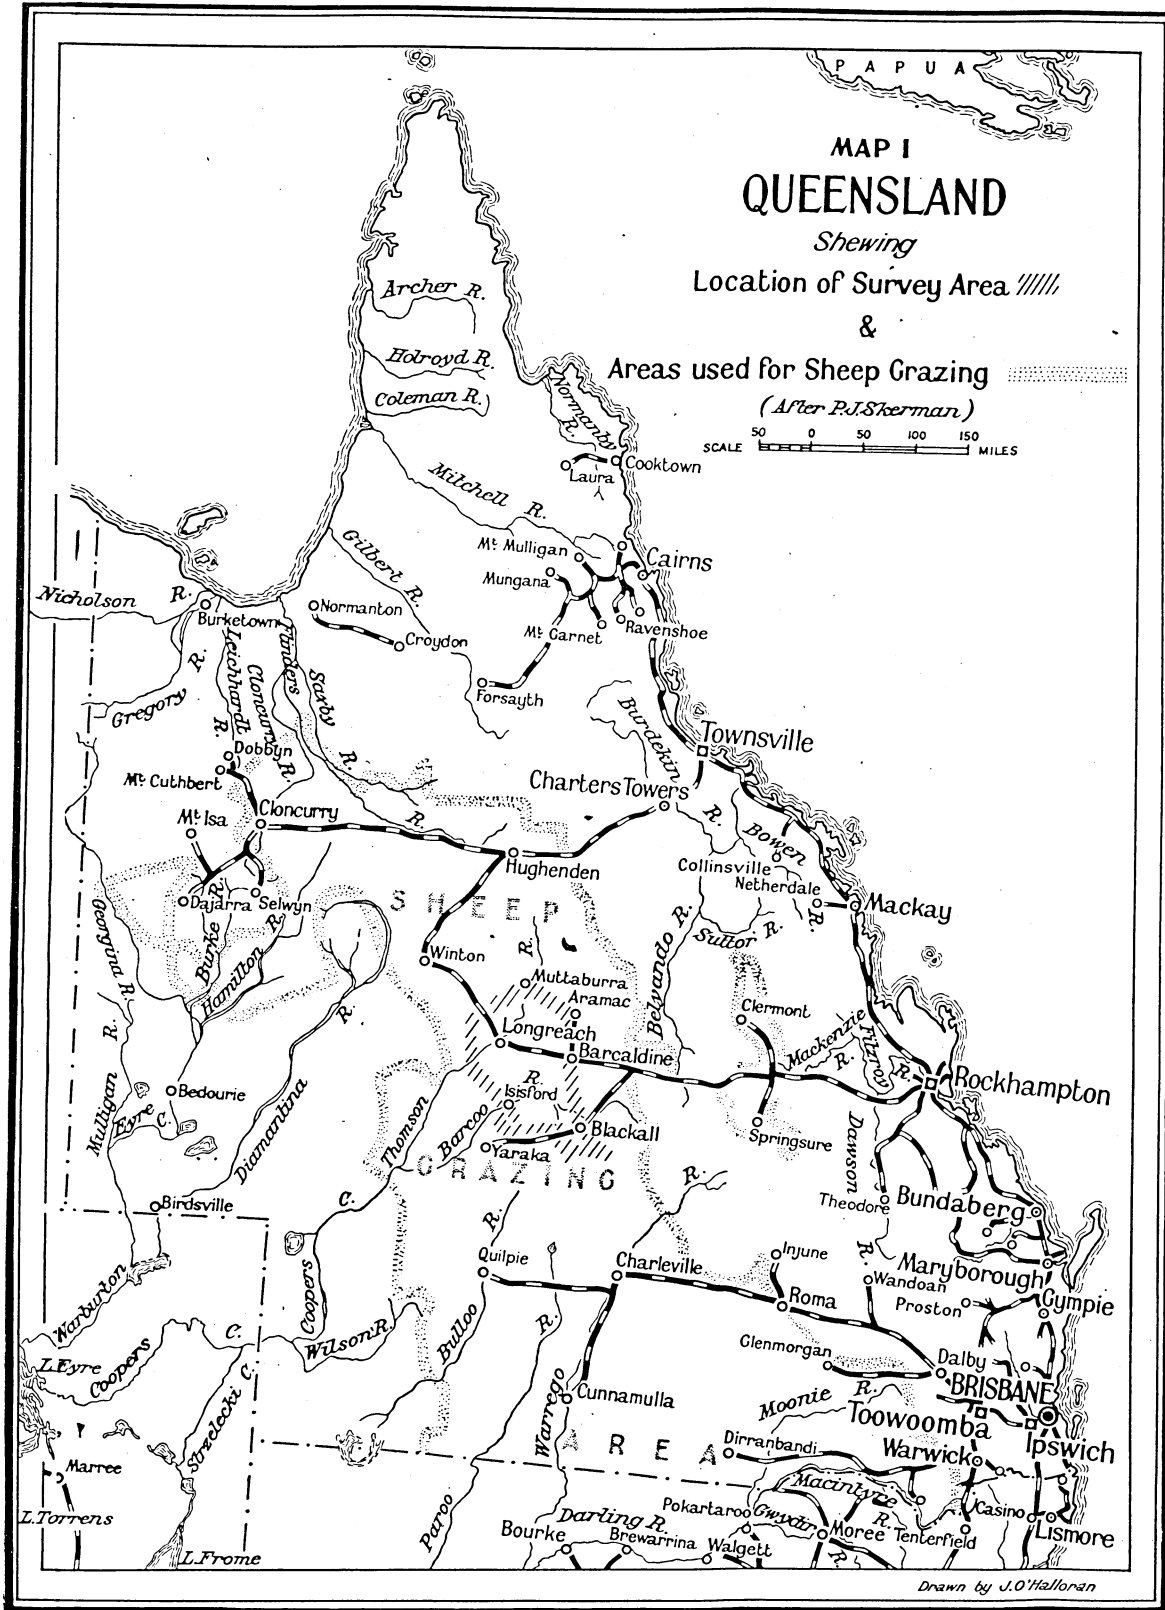 PAPUA
MAP I
QUEENSLAND
Shewing
Location of Survey Area
&
Areas used for Sheep Grazing
(After P.J.Skerman)
50 0 50 100 150
SCALE MILES
Archer R.
Holroyd R.
Coleman R.
Normanby R.
Cooktown
Laura
Mitchell R.
Gilbert R.
Mt. Mulligan
Cairns
Mungana
Nicholson R.
Burketown
Normanton
Croydon
Mt. Garnet
Ravenshoe
Forsayth
Gregory R.
Leichhardt R.
Cloncurry R.
Flinders R.
Saxby R.
Burdekin R.
Townsville
Dobbyn
Mt. Cuthbert
Charters Towers
Cloncurry
Mt Isa
Bowen R.
Hughenden
Collinsville
Netherdale
Mackay
Dajarra
Selwyn
SHEEP
Georgina R.
Burke R.
Hamilton R.
Suttor R.
Belyando R.
Winton
R.
Muttaburra
Aramac
Clermont
Longreach
Barcaldine
Mackenzie R.
Fitzroy R.
Rockhampton
Mulligan R.
Bedourie
Eyre C.
Diamantina R.
Thomson
Barcoo R.
Isisford
Blackall
Yaraka
Springsure
Dawson R.
GRAZING
Theodore
Bundaberg
Birdsville
C.
R.
Quilpie
Charleville
Injune
Maryborough
Wandoan
Proston
Gympie
Roma
Warburton
Coopers
Wilson R.
Bulloo R.
L.Eyre
Coopers C.
Strzelecki C.
Glenmorgan
Dalby
BRISBANE
Cunnamulla
Warrego R.
Moonie R.
Toowoomba
Ipswich
AREA
Dirranbandi
Warwick
Marree
Macintyre R.
L.Torrens
Paroo
Pokartaroo
Gwydir R.
Casino
Lismore
Darling R.
Bourke
Brewarrina
Walgett
Moree
Tenterfield
L.Frome
Drawn by J.O'Halloran